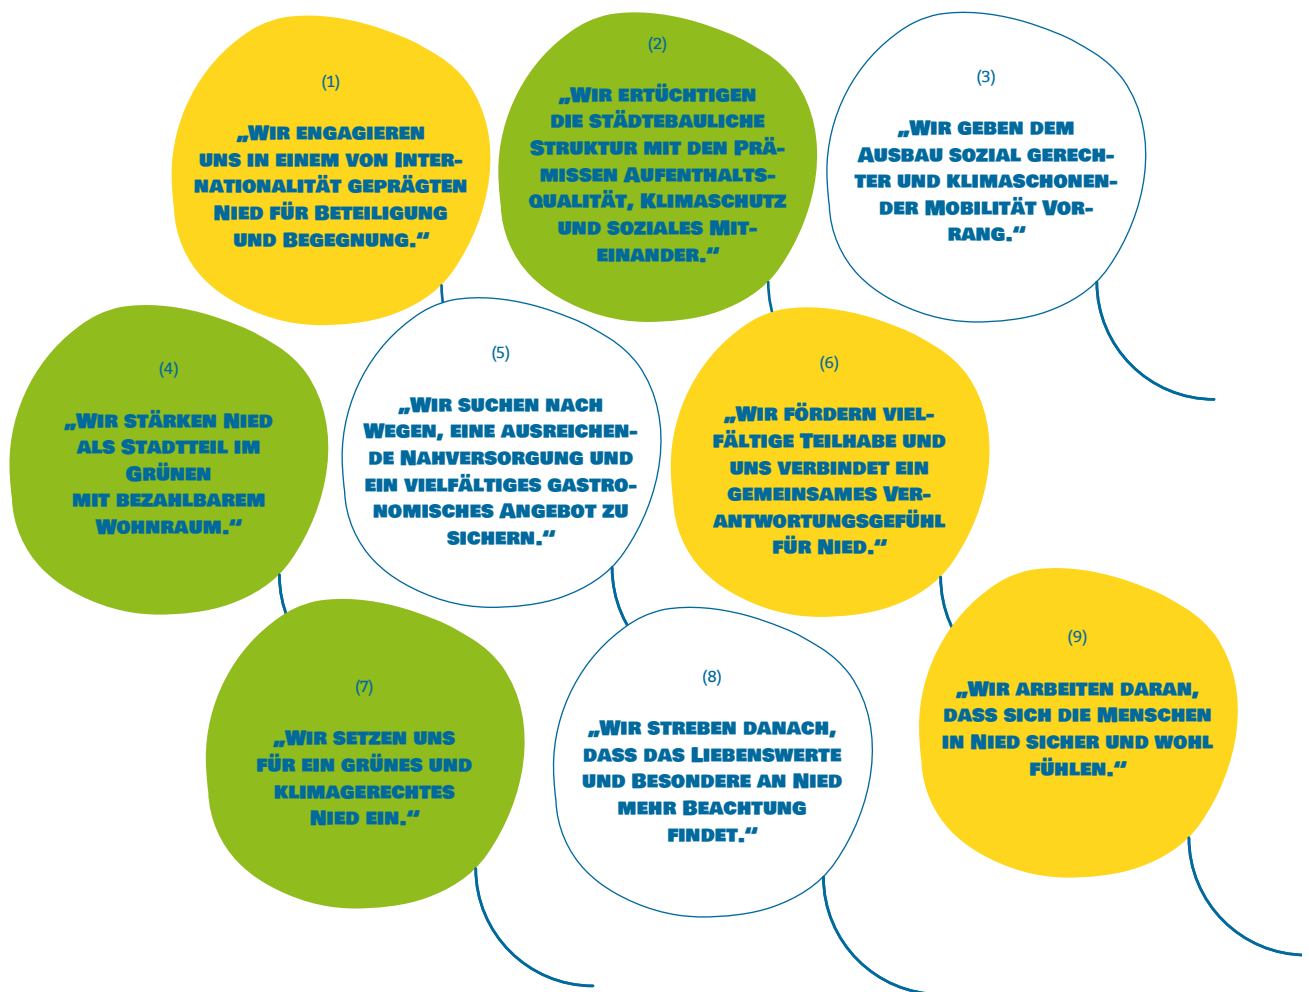 (1)
„Wir engagieren
uns in einem von Inter-
nationalität geprägten
Nied für Beteiligung
und Begegnung.“
(2)
„Wir ertüchtigen
die städtebauliche
Struktur mit den Prä-
missen Aufenthalts-
qualität, Klimaschutz
und soziales Mit-
einander.“
(3)
„Wir geben dem
Ausbau sozial gerech-
ter und klimaschonen-
der Mobilität Vor-
rang.“
(4)
„Wir stärken Nied
als Stadtteil im
Grünen
mit bezahlbarem
Wohnraum.“
(5)
„Wir suchen nach
Wegen, eine ausreichen-
de Nahversorgung und
ein vielfältiges gastro-
nomisches Angebot zu
sichern.“
(6)
„Wir fördern viel-
fältige Teilhabe und
uns verbindet ein
gemeinsames Ver-
antwortungsgefühl
für Nied.“
(7)
„Wir setzen uns
für ein grünes und
klimagerechtes
Nied ein.“
(8)
„Wir streben danach,
dass das Liebenswerte
und Besondere an Nied
mehr Beachtung
findet.“
(9)
„Wir arbeiten daran,
dass sich die Menschen
in Nied sicher und wohl
fühlen.“